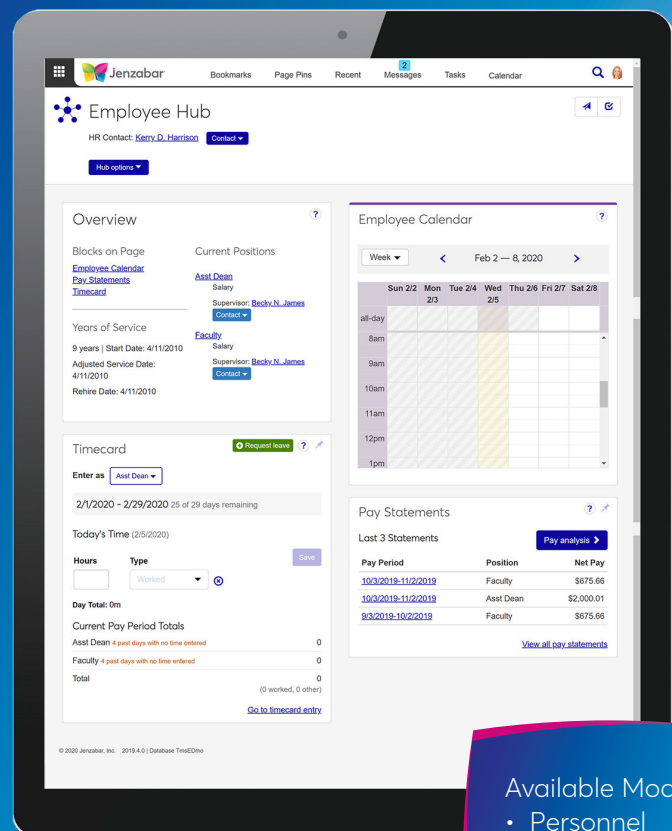 Jenzabar
Bookmarks Page Pins Recent 2 Messages Tasks Calendar
Employee Hub
HR Contact: Kerry D. Harrison Contact
Hub options
Overview ?
Blocks on Page
Employee Calendar
Pay Statements
Timecard
Years of Service
9 years | Start Date: 4/11/2010
Adjusted Service Date:
4/11/2010
Rehire Date: 4/11/2010
Current Positions
Asst Dean
Salary
Supervisor: Becky N. James
Contact
Faculty
Salary
Supervisor: Becky N. James
Contact
Employee Calendar ?
Week Feb 2 — 8, 2020
Sun 2/2 Mon 2/3 Tue 2/4 Wed 2/5 Thu 2/6 Fri 2/7 Sat 2/8
all-day
8am
9am
10am
11am
12pm
1pm
Timecard Request leave ?
Enter as Asst Dean
2/1/2020 - 2/29/2020 25 of 29 days remaining
Today's Time (2/5/2020)
Hours Type Save
Worked
Day Total: 0m
Current Pay Period Totals
Asst Dean 4 past days with no time entered 0
Faculty 4 past days with no time entered 0
Total 0
(0 worked, 0 other)
Go to timecard entry
Pay Statements ?
Last 3 Statements Pay analysis
Pay Period Position Net Pay
10/3/2019-11/2/2019 Faculty $675.66
10/3/2019-11/2/2019 Asst Dean $2,000.01
9/3/2019-10/2/2019 Faculty $675.66
View all pay statements
© 2020 Jenzabar, Inc. 2019.4.0 | Database TmsEDmo
Available Mod
• Personnel